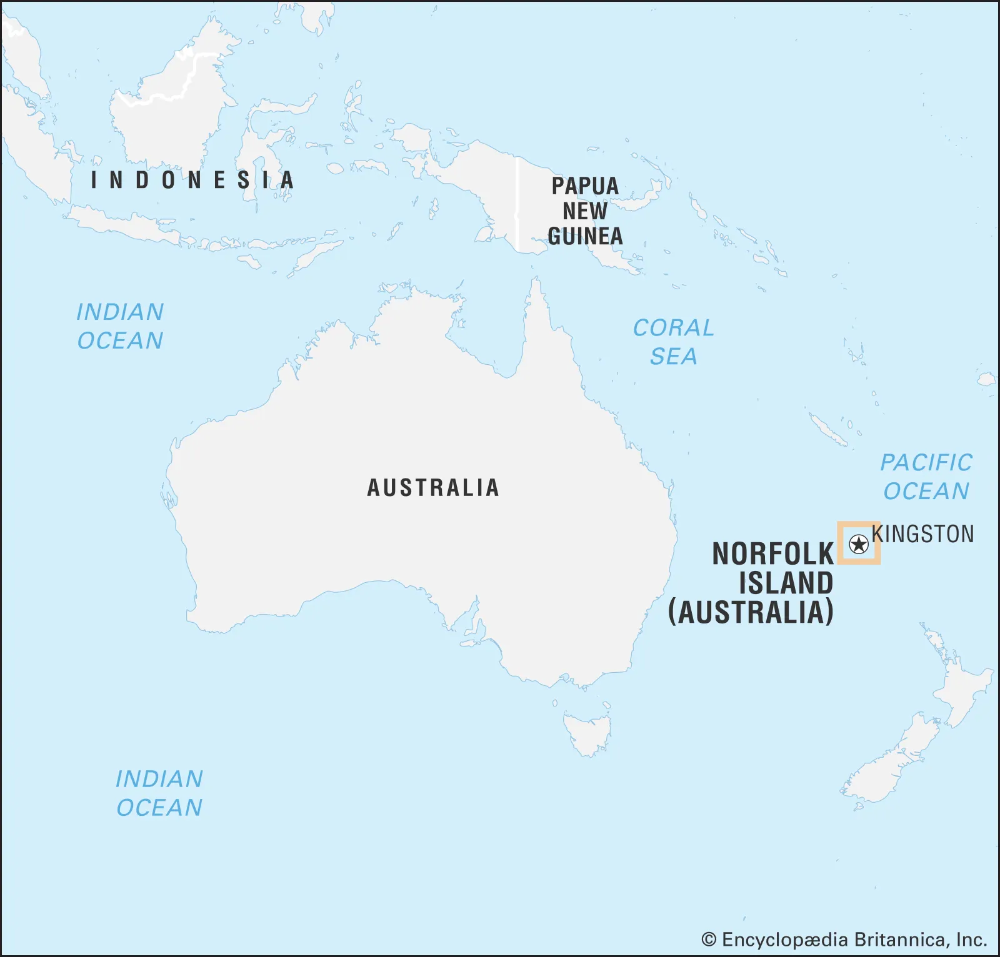 INDONESIA
PAPUA
NEW
GUINEA
INDIAN
OCEAN
CORAL
SEA
AUSTRALIA
PACIFIC
OCEAN
KINGSTON
NORFOLK
ISLAND
(AUSTRALIA)
INDIAN
OCEAN
© Encyclopædia Britannica, Inc.